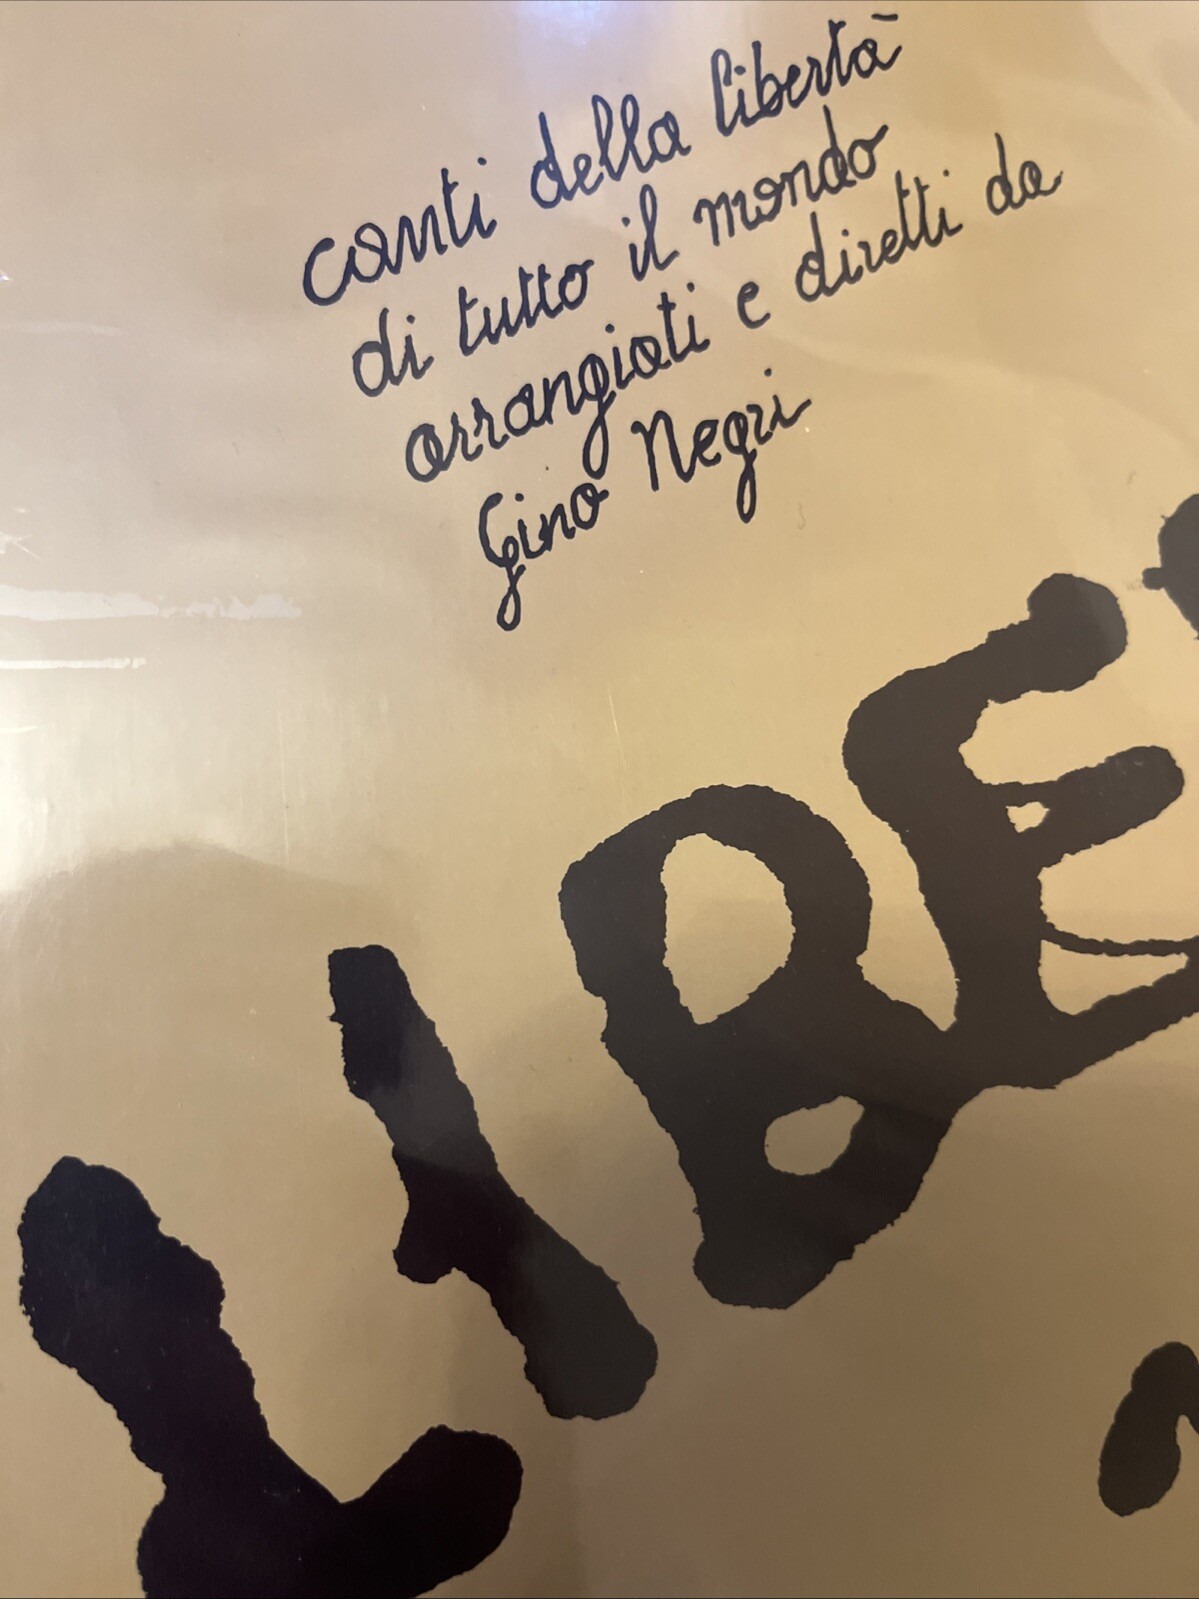 canti della libertà
di tutto il mondo
arrangiati e diretti da
Gino Negri
LIBE